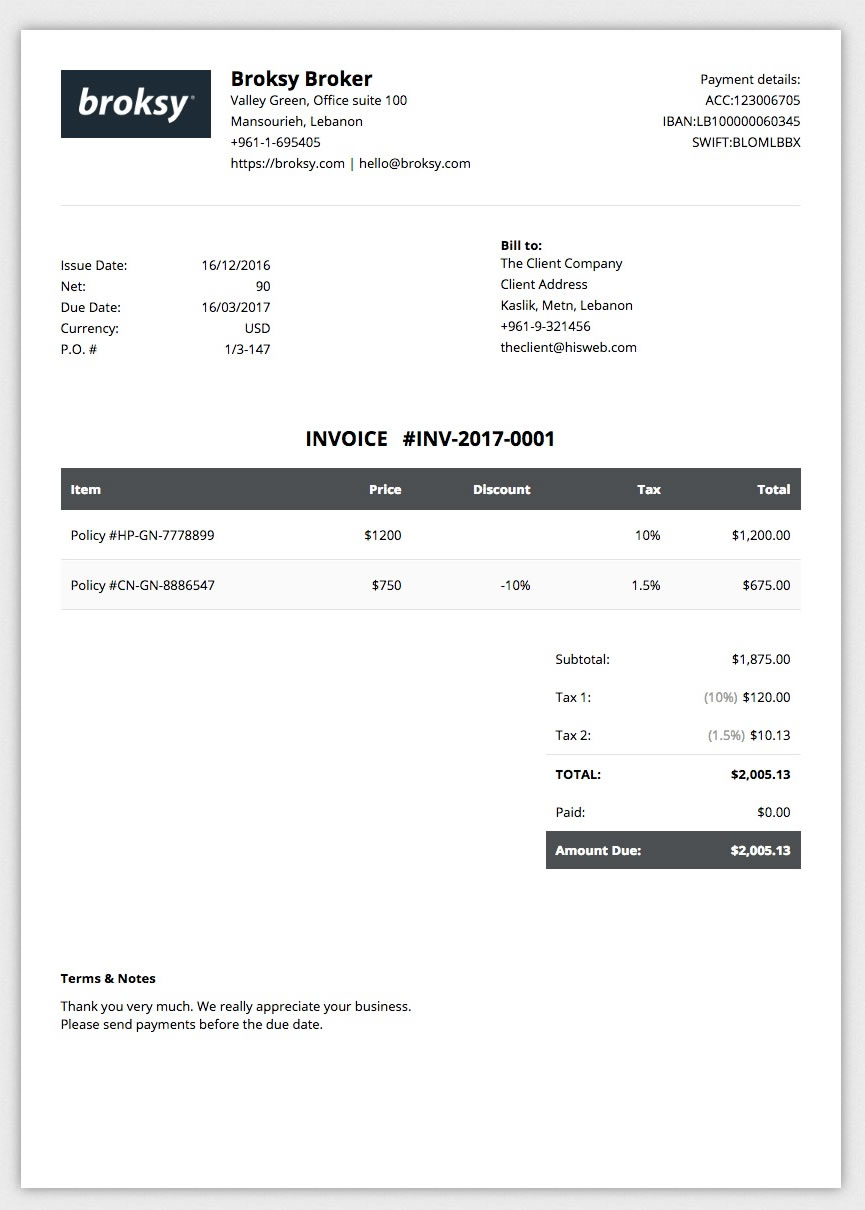 broksy
Broksy Broker
Valley Green, Office suite 100
Mansourieh, Lebanon
+961-1-695405
https://broksy.com | hello@broksy.com
Payment details:
ACC:123006705
IBAN:LB100000060345
SWIFT:BLOMLBBX
Issue Date: 16/12/2016
Net: 90
Due Date: 16/03/2017
Currency: USD
P.O. # 1/3-147
Bill to:
The Client Company
Client Address
Kaslik, Metn, Lebanon
+961-9-321456
theclient@hisweb.com
INVOICE #INV-2017-0001
Item Price Discount Tax Total
Policy #HP-GN-7778899 $1200 10% $1,200.00
Policy #CN-GN-8886547 $750 -10% 1.5% $675.00
Subtotal: $1,875.00
Tax 1: (10%) $120.00
Tax 2: (1.5%) $10.13
TOTAL: $2,005.13
Paid: $0.00
Amount Due: $2,005.13
Terms & Notes
Thank you very much. We really appreciate your business.
Please send payments before the due date.